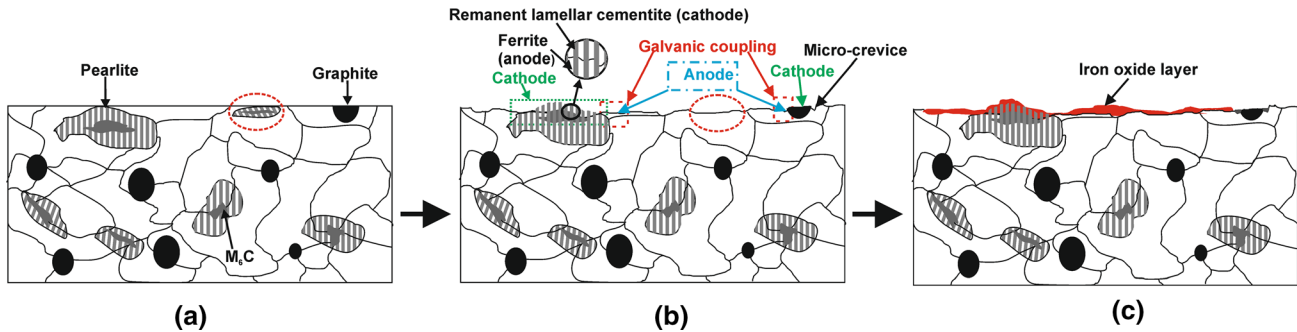 Pearlite
Graphite
M₆C
(a)
Remanent lamellar cementite (cathode)
Ferrite
(anode)
Cathode
Galvanic coupling
Anode
Micro-crevice
Cathode
(b)
Iron oxide layer
(c)